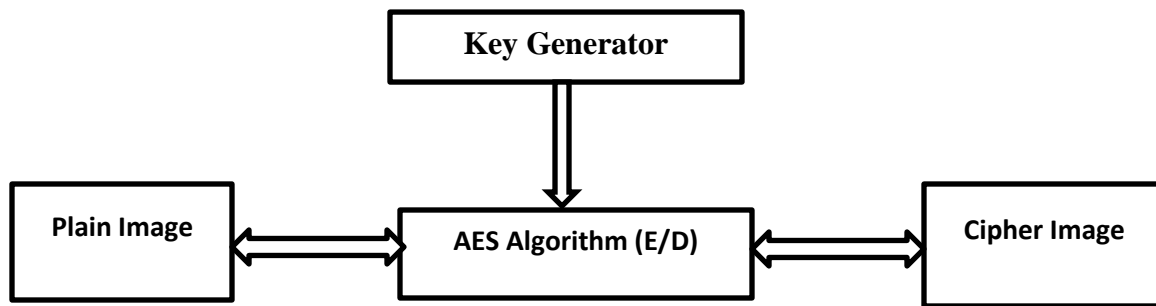 Key Generator
Plain Image
AES Algorithm (E/D)
Cipher Image